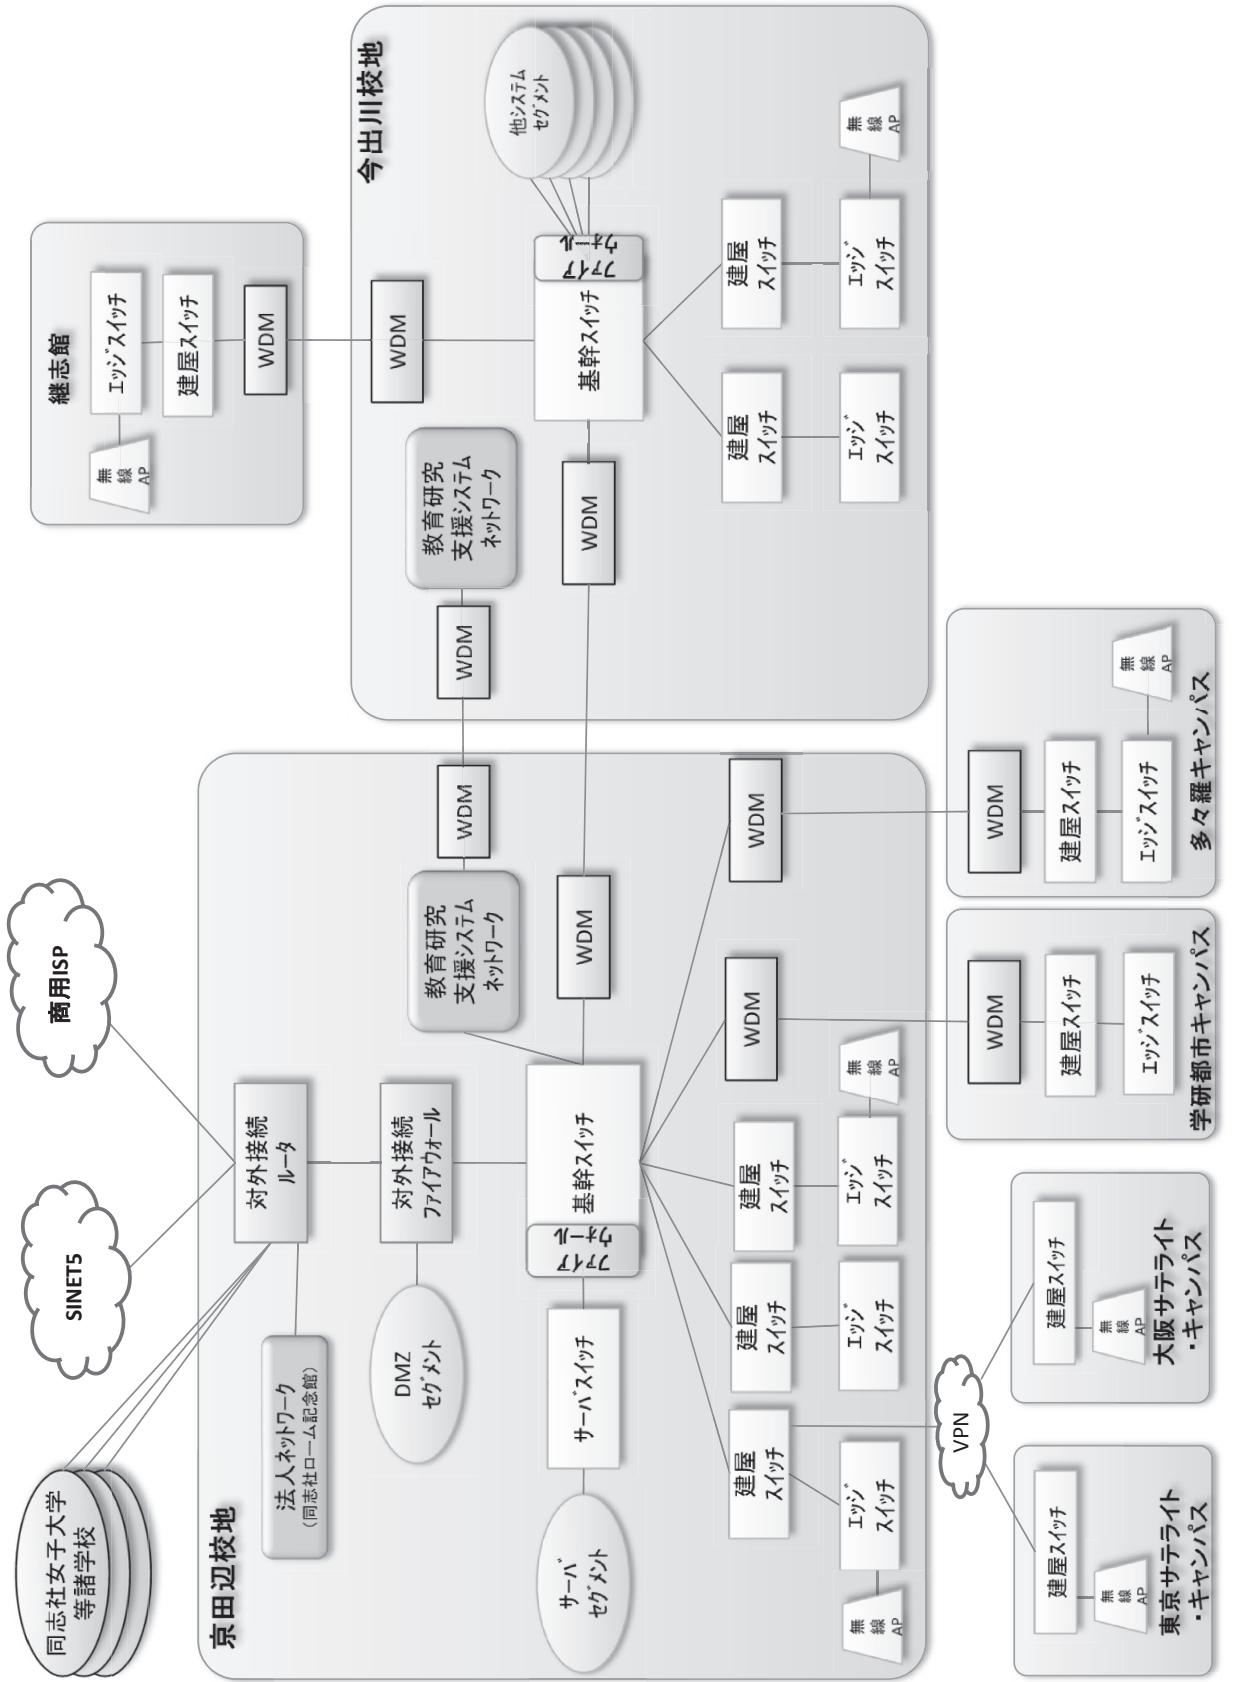 同志社女子大学
等諸学校
SINET5
商用ISP
京田辺校地
法人ネットワーク
（同志社ローム記念館）
対外接続
ルータ
DMZ
セグメント
対外接続
ファイアウォール
教育研究
支援システム
ネットワーク
WDM
サーバ
セグメント
サーバスイッチ
ファイア
ウォール
基幹スイッチ
WDM
建屋
スイッチ
建屋
スイッチ
建屋
スイッチ
WDM
WDM
無
線
AP
エッジ
スイッチ
エッジ
スイッチ
エッジ
スイッチ
無
線
AP
継志館
無
線
AP
エッジスイッチ
建屋スイッチ
WDM
今出川校地
WDM
WDM
教育研究
支援システム
ネットワーク
他システム
セグメント
WDM
基幹スイッチ
ファイア
ウォール
建屋
スイッチ
建屋
スイッチ
エッジ
スイッチ
エッジ
スイッチ
無
線
AP
VPN
建屋スイッチ
無
線
AP
東京サテライト
・キャンパス
建屋スイッチ
無
線
AP
大阪サテライト
・キャンパス
WDM
建屋スイッチ
エッジスイッチ
学研都市キャンパス
WDM
建屋スイッチ
エッジスイッチ
無
線
AP
多々羅キャンパス